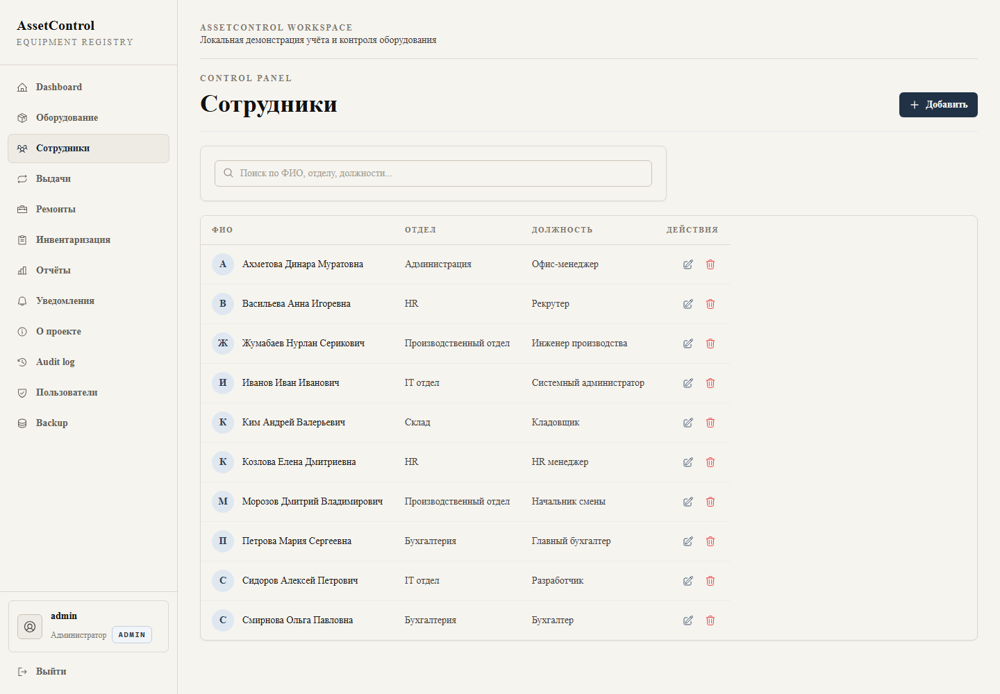 AssetControl
EQUIPMENT REGISTRY
Dashboard
Оборудование
Сотрудники
Выдачи
Ремонты
Инвентаризация
Отчёты
Уведомления
О проекте
Audit log
Пользователи
Backup
admin
Администратор ADMIN
Выйти
ASSETCONTROL WORKSPACE
Локальная демонстрация учёта и контроля оборудования
CONTROL PANEL
Сотрудники
Добавить
Поиск по ФИО, отделу, должности...
ФИО ОТДЕЛ ДОЛЖНОСТЬ ДЕЙСТВИЯ
А Ахметова Динара Муратовна Администрация Офис-менеджер
В Васильева Анна Игоревна HR Рекрутер
Ж Жумабаев Нурлан Серикович Производственный отдел Инженер производства
И Иванов Иван Иванович IT отдел Системный администратор
К Ким Андрей Валерьевич Склад Кладовщик
К Козлова Елена Дмитриевна HR HR менеджер
М Морозов Дмитрий Владимирович Производственный отдел Начальник смены
П Петрова Мария Сергеевна Бухгалтерия Главный бухгалтер
С Сидоров Алексей Петрович IT отдел Разработчик
С Смирнова Ольга Павловна Бухгалтерия Бухгалтер